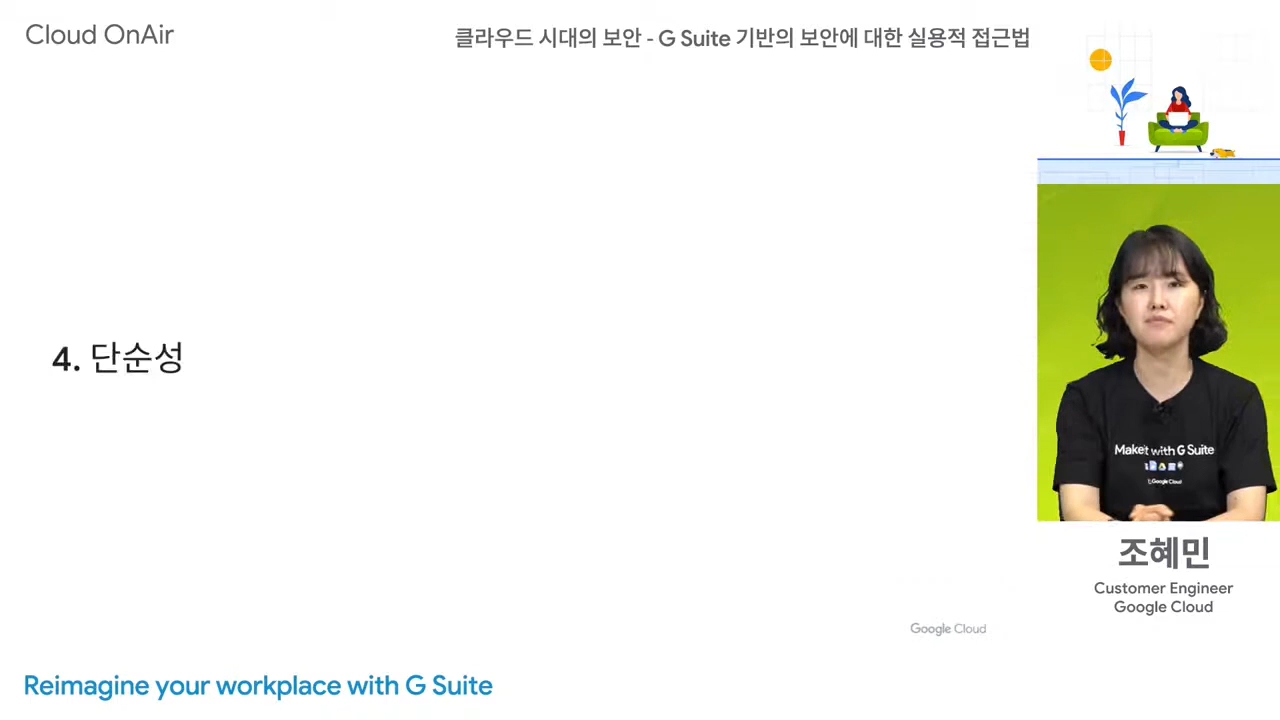 Cloud OnAir
클라우드 시대의 보안 - G Suite 기반의 보안에 대한 실용적 접근법
4. 단순성
Make it with G Suite
Google Cloud
조혜민
Customer Engineer
Google Cloud
Google Cloud
Reimagine your workplace with G Suite